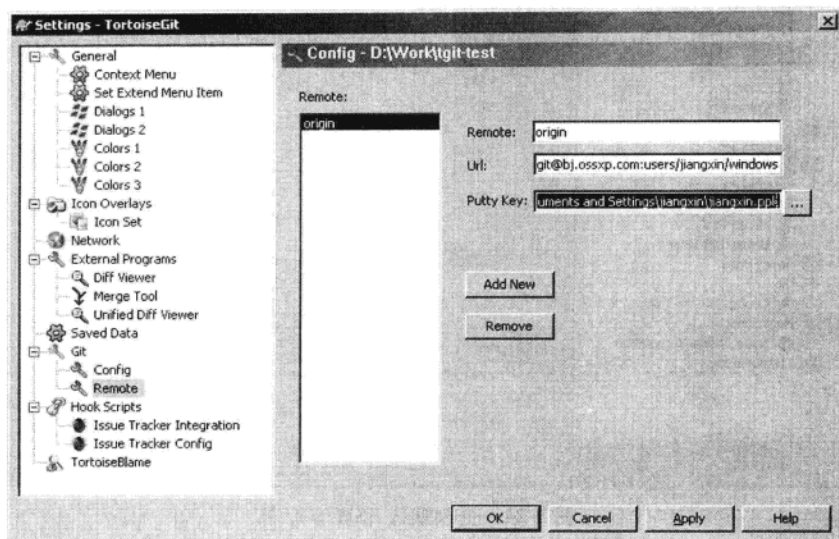 Settings - TortoiseGit
General
Context Menu
Set Extend Menu Item
Dialogs 1
Dialogs 2
Colors 1
Colors 2
Colors 3
Icon Overlays
Icon Set
Network
External Programs
Diff Viewer
Merge Tool
Unified Diff Viewer
Saved Data
Git
Config
Remote
Hook Scripts
Issue Tracker Integration
Issue Tracker Config
TortoiseBlame
Config - D:\Work\tgit-test
Remote:
origin
Remote: origin
Url: git@bj.ossxp.com:users/jiangxin/windows
Putty Key: uments and Settings\jiangxin\jiangxin.ppk ...
Add New
Remove
OK Cancel Apply Help